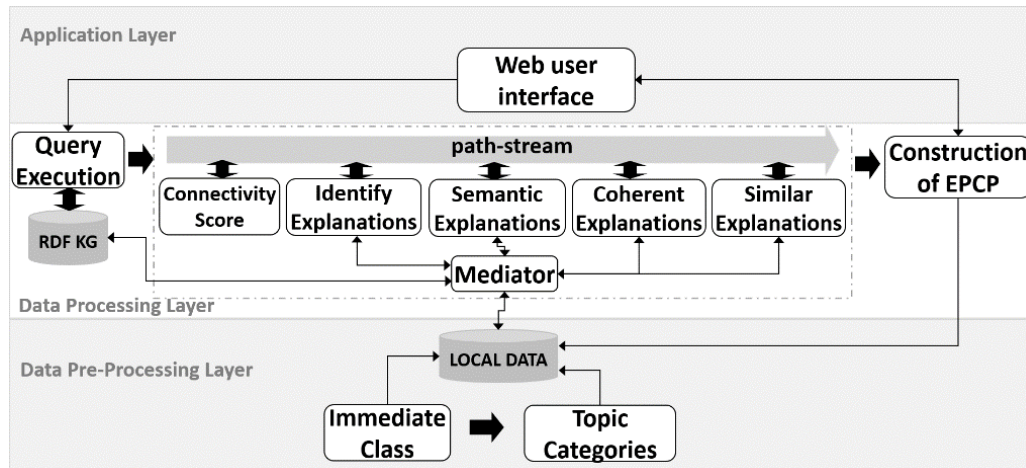 Application Layer
Web user
interface
Query
Execution
path-stream
Construction
of EPCP
Connectivity
Score
Identify
Explanations
Semantic
Explanations
Coherent
Explanations
Similar
Explanations
RDF KG
Mediator
Data Processing Layer
LOCAL DATA
Data Pre-Processing Layer
Immediate
Class
Topic
Categories